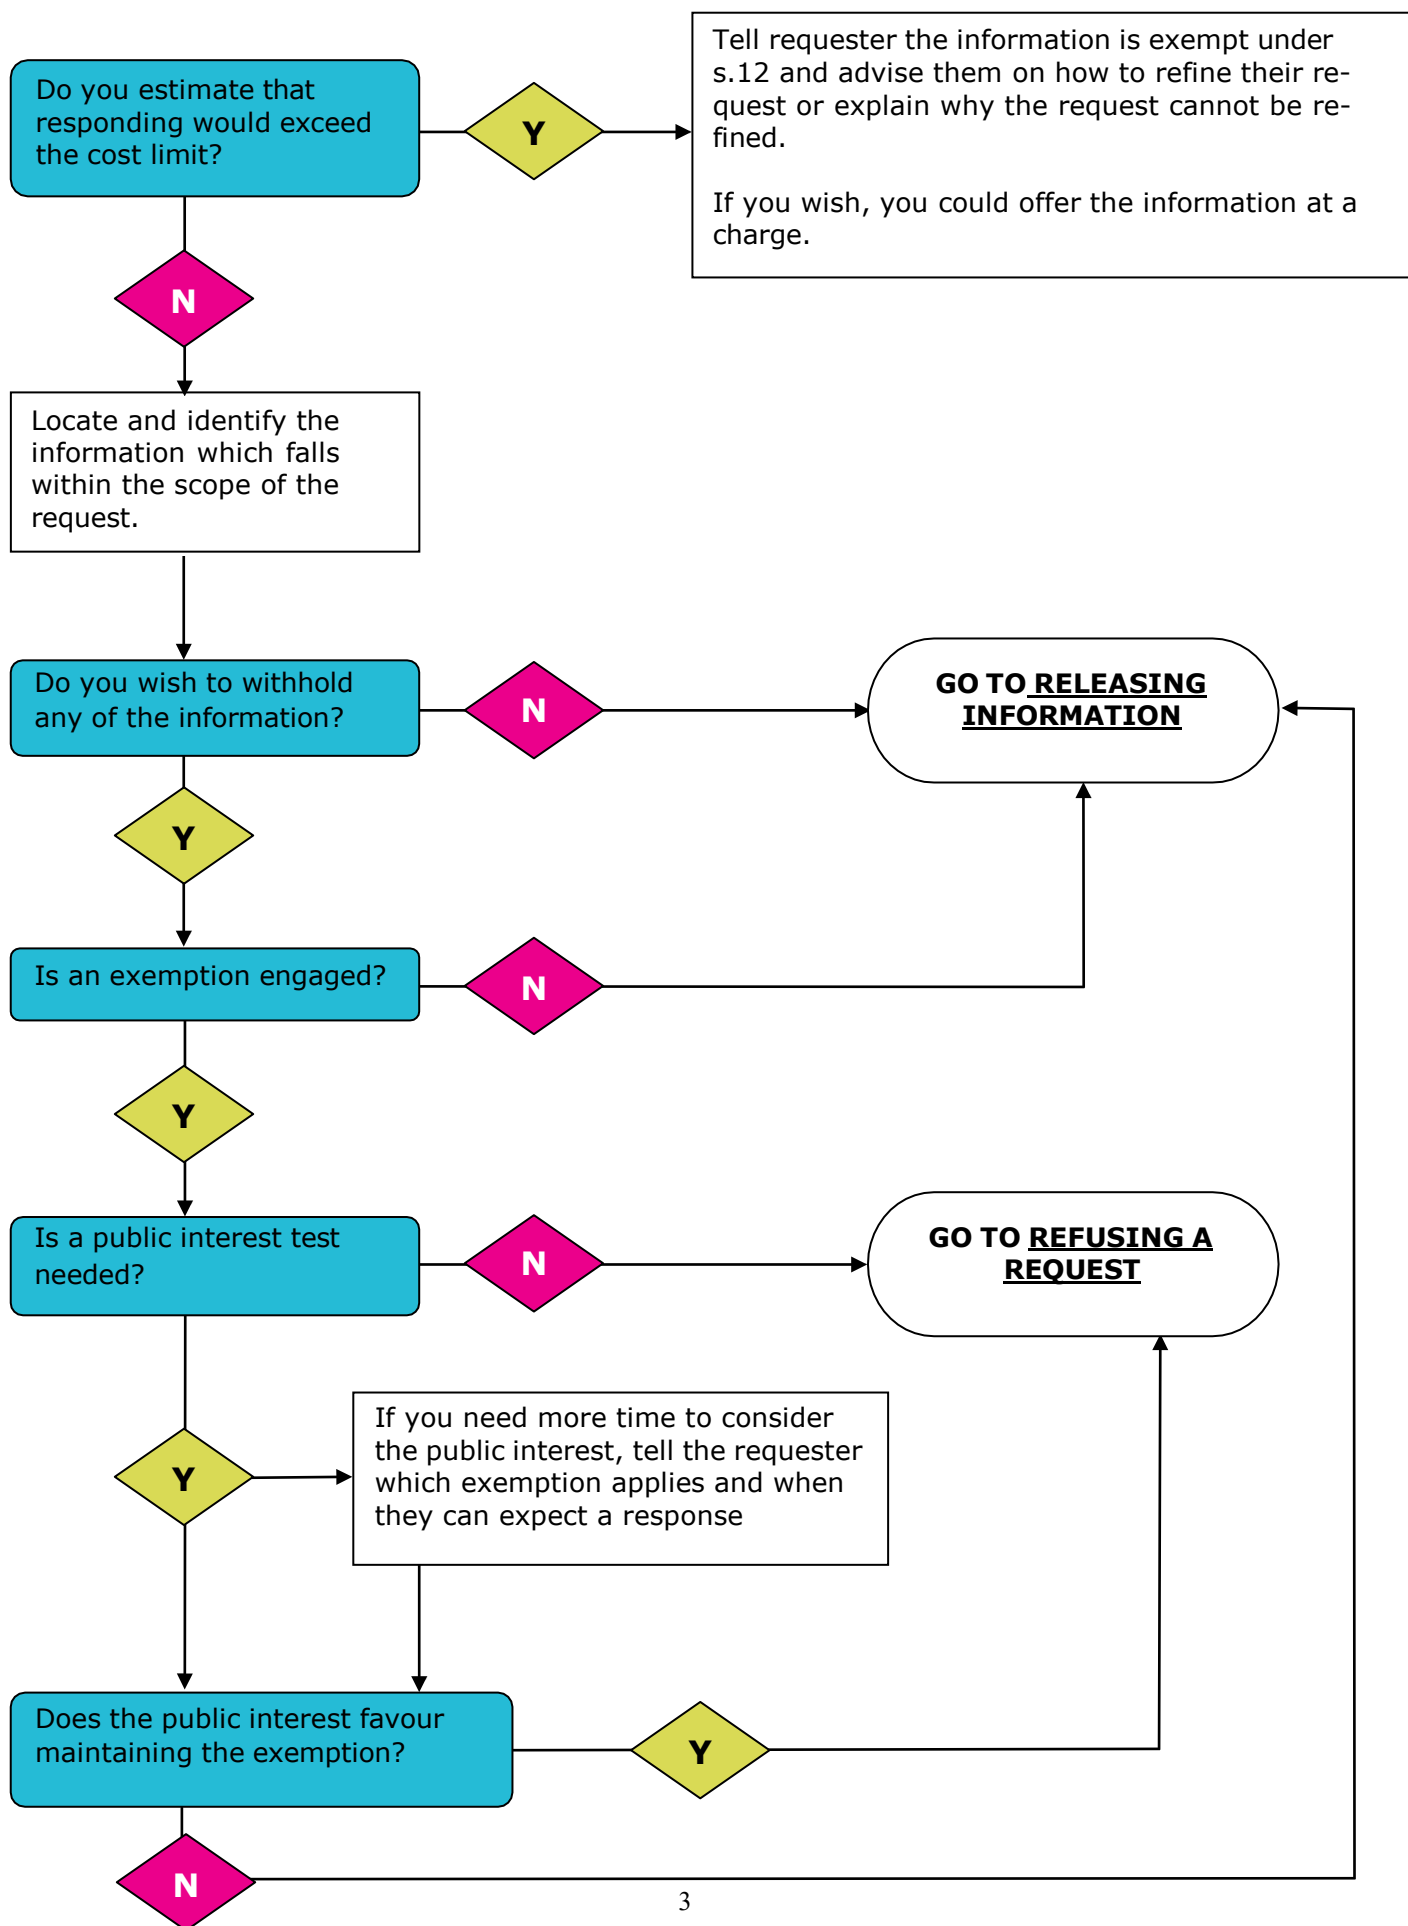 Tell requester the information is exempt under
s.12 and advise them on how to refine their re-
quest or explain why the request cannot be re-
fined.
If you wish, you could offer the information at a
charge.
Do you estimate that
responding would exceed
the cost limit?
Y
N
Locate and identify the
information which falls
within the scope of the
request.
Do you wish to withhold
any of the information?
N
GO TO RELEASING
INFORMATION
Y
Is an exemption engaged?
N
Y
Is a public interest test
needed?
N
GO TO REFUSING A
REQUEST
If you need more time to consider
the public interest, tell the requester
which exemption applies and when
they can expect a response
Y
Does the public interest favour
maintaining the exemption?
Y
N
3